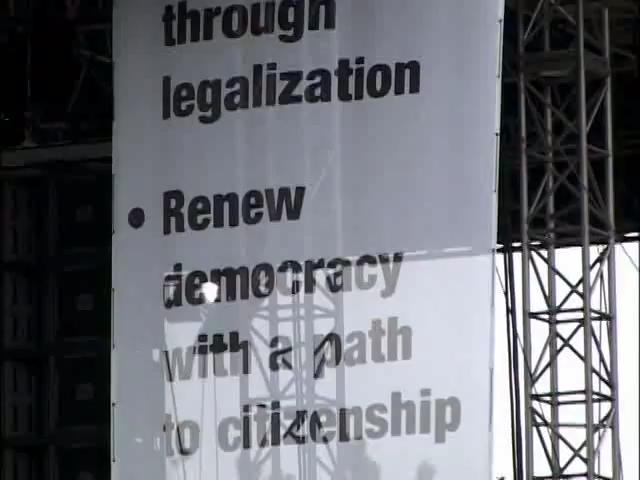 through
legalization
• Renew
democracy
with a path
to citizenship